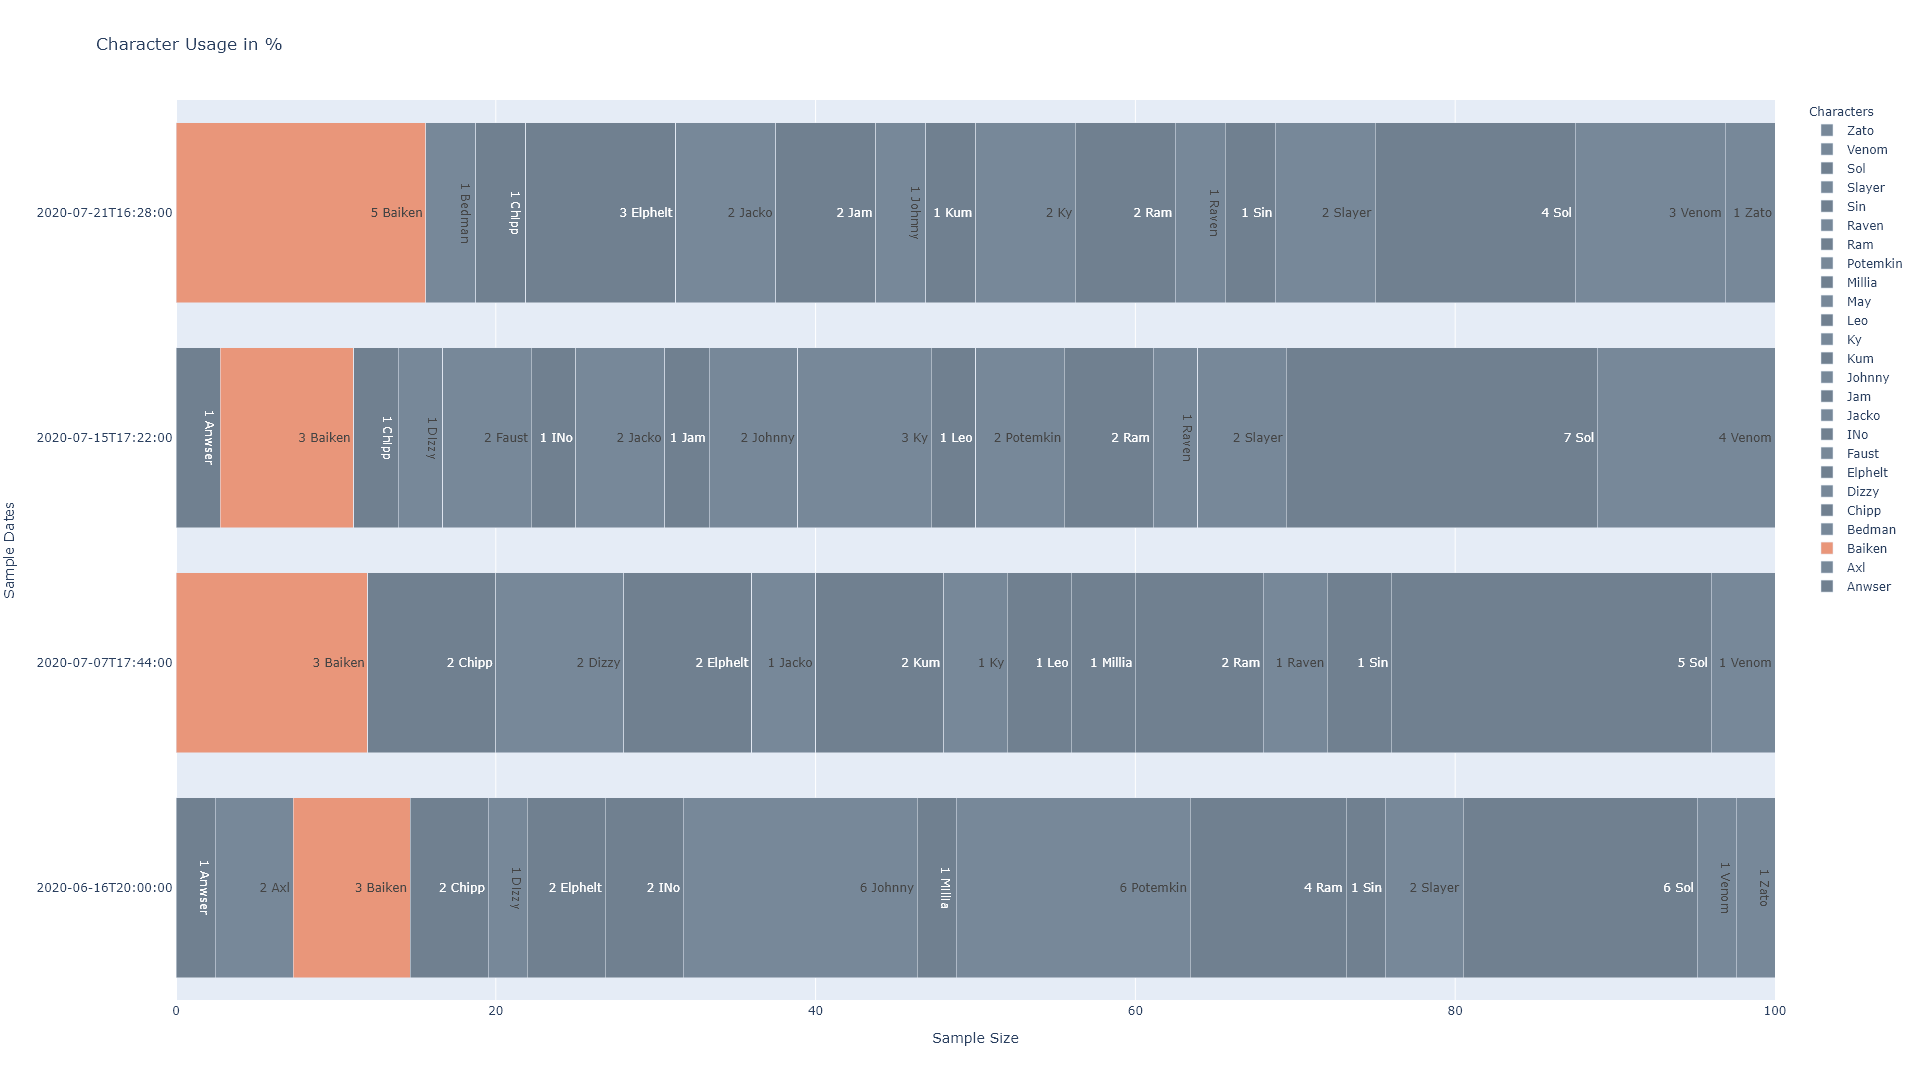 Character Usage in %
2020-07-21T16:28:00
5 Baiken
1 Bedman
1 Chipp
3 Elphelt
2 Jacko
2 Jam
1 Johnny
1 Kum
2 Ky
2 Ram
1 Raven
1 Sin
2 Slayer
4 Sol
3 Venom
1 Zato
2020-07-15T17:22:00
1 Anwser
3 Baiken
1 Chipp
1 Dizzy
2 Faust
1 INo
2 Jacko
1 Jam
2 Johnny
3 Ky
1 Leo
2 Potemkin
2 Ram
1 Raven
2 Slayer
7 Sol
4 Venom
2020-07-07T17:44:00
3 Baiken
2 Chipp
2 Dizzy
2 Elphelt
1 Jacko
2 Kum
1 Ky
1 Leo
1 Millia
2 Ram
1 Raven
1 Sin
5 Sol
1 Venom
2020-06-16T20:00:00
1 Anwser
2 Axl
3 Baiken
2 Chipp
1 Dizzy
2 Elphelt
2 INo
6 Johnny
1 Millia
6 Potemkin
4 Ram
1 Sin
2 Slayer
6 Sol
1 Venom
1 Zato
Sample Dates
0
20
40
60
80
100
Sample Size
Characters
Zato
Venom
Sol
Slayer
Sin
Raven
Ram
Potemkin
Millia
May
Leo
Ky
Kum
Johnny
Jam
Jacko
INo
Faust
Elphelt
Dizzy
Chipp
Bedman
Baiken
Axl
Anwser